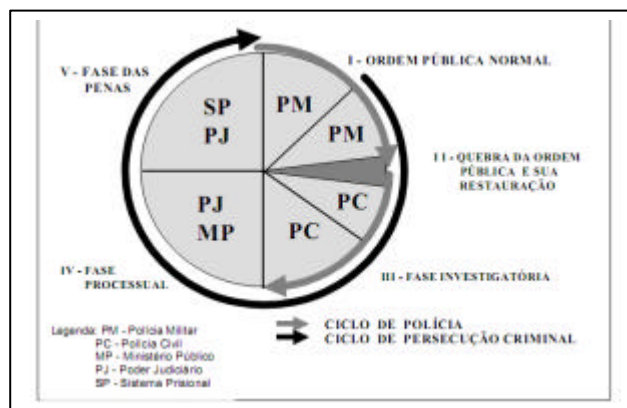 V - FASE DAS
PENAS
I - ORDEM PÚBLICA NORMAL
SP
PJ
PM
PM
II - QUEBRA DA ORDEM
PÚBLICA E SUA
RESTAURAÇÃO
PC
PC
PJ
MP
IV - FASE
PROCESSUAL
III - FASE INVESTIGATÓRIA
CICLO DE POLÍCIA
CICLO DE PERSECUÇÃO CRIMINAL
Legenda: PM - Polícia Militar
PC - Polícia Civil
MP - Ministério Público
PJ - Poder Judiciário
SP - Sistema Prisional